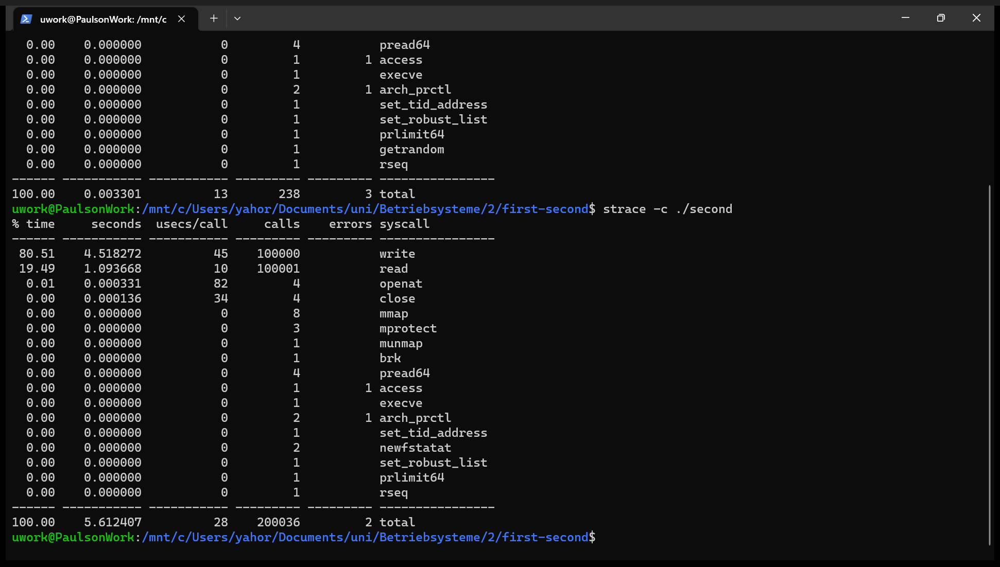 uwork@PaulsonWork: /mnt/c
0.00 0.000000 0 4 pread64
0.00 0.000000 0 1 1 access
0.00 0.000000 0 1 execve
0.00 0.000000 0 2 1 arch_prctl
0.00 0.000000 0 1 set_tid_address
0.00 0.000000 0 1 set_robust_list
0.00 0.000000 0 1 prlimit64
0.00 0.000000 0 1 getrandom
0.00 0.000000 0 1 rseq
------ ----------- ----------- --------- --------- ----------------
100.00 0.003301 13 238 3 total
uwork@PaulsonWork:/mnt/c/Users/yahor/Documents/uni/Betriebsysteme/2/first-second$ strace -c ./second
% time seconds usecs/call calls errors syscall
------ ----------- ----------- --------- --------- ----------------
80.51 4.518272 45 100000 write
19.49 1.093668 10 100001 read
0.01 0.000331 82 4 openat
0.00 0.000136 34 4 close
0.00 0.000000 0 8 mmap
0.00 0.000000 0 3 mprotect
0.00 0.000000 0 1 munmap
0.00 0.000000 0 1 brk
0.00 0.000000 0 4 pread64
0.00 0.000000 0 1 1 access
0.00 0.000000 0 1 execve
0.00 0.000000 0 2 1 arch_prctl
0.00 0.000000 0 1 set_tid_address
0.00 0.000000 0 2 newfstatat
0.00 0.000000 0 1 set_robust_list
0.00 0.000000 0 1 prlimit64
0.00 0.000000 0 1 rseq
------ ----------- ----------- --------- --------- ----------------
100.00 5.612407 28 200036 2 total
uwork@PaulsonWork:/mnt/c/Users/yahor/Documents/uni/Betriebsysteme/2/first-second$